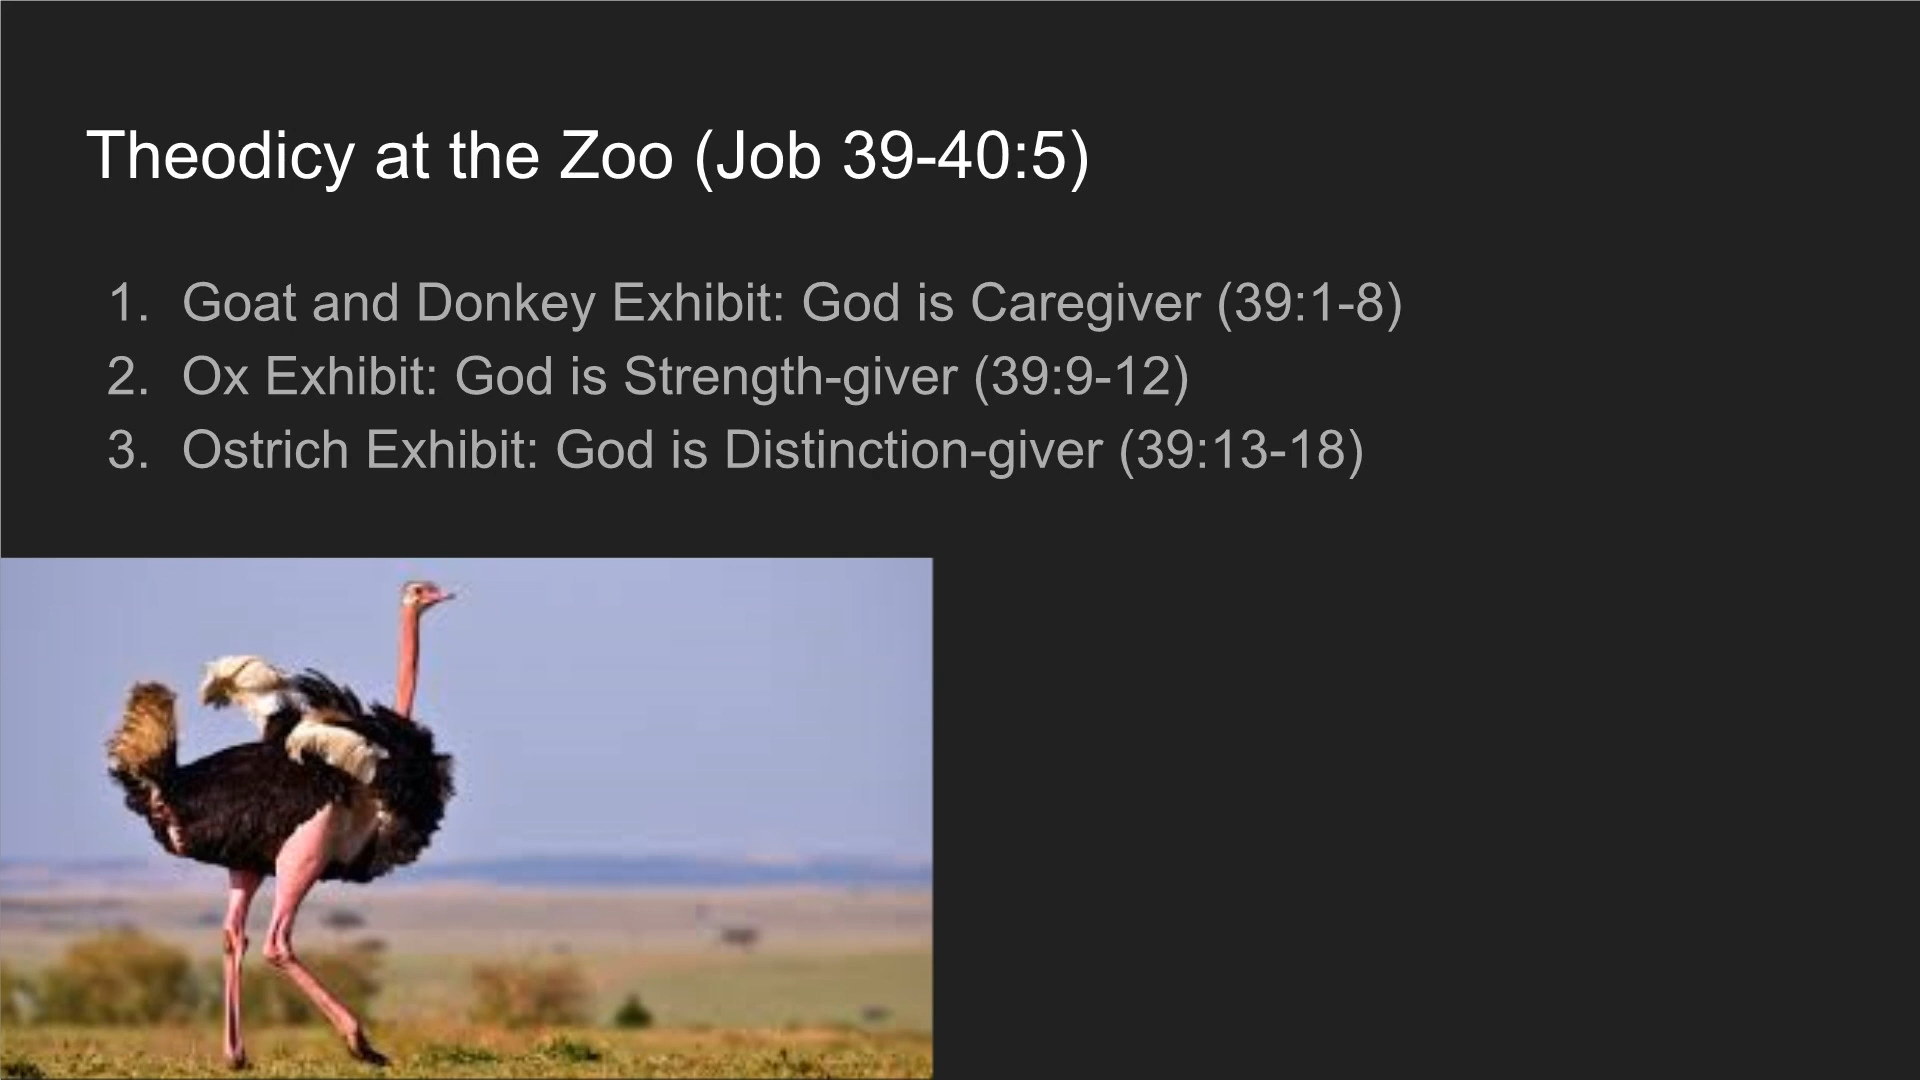 Theodicy at the Zoo (Job 39-40:5)
1. Goat and Donkey Exhibit: God is Caregiver (39:1-8)
2. Ox Exhibit: God is Strength-giver (39:9-12)
3. Ostrich Exhibit: God is Distinction-giver (39:13-18)